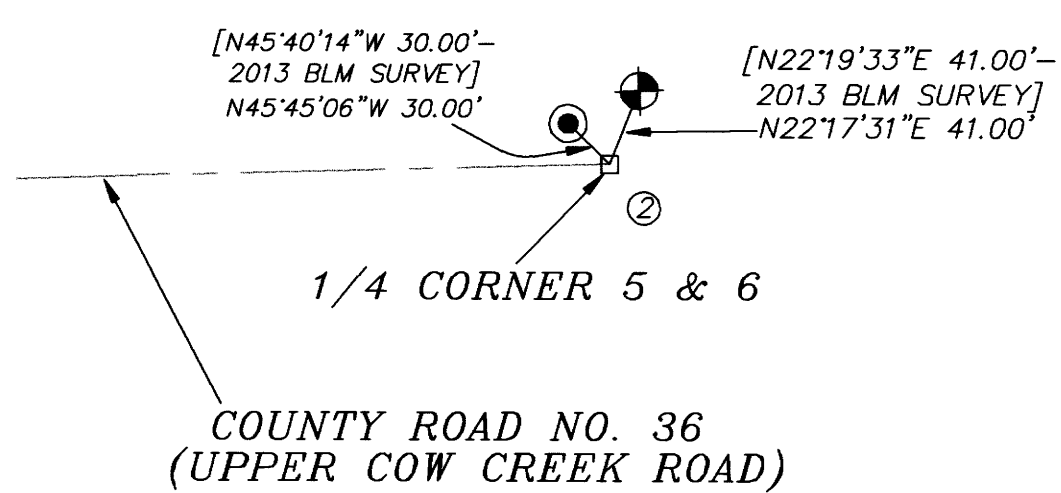 [N45°40'14"W 30.00'–
2013 BLM SURVEY]
N45°45'06"W 30.00'
[N22°19'33"E 41.00'–
2013 BLM SURVEY]
N22°17'31"E 41.00'
2
1/4 CORNER 5 & 6
COUNTY ROAD NO. 36
(UPPER COW CREEK ROAD)